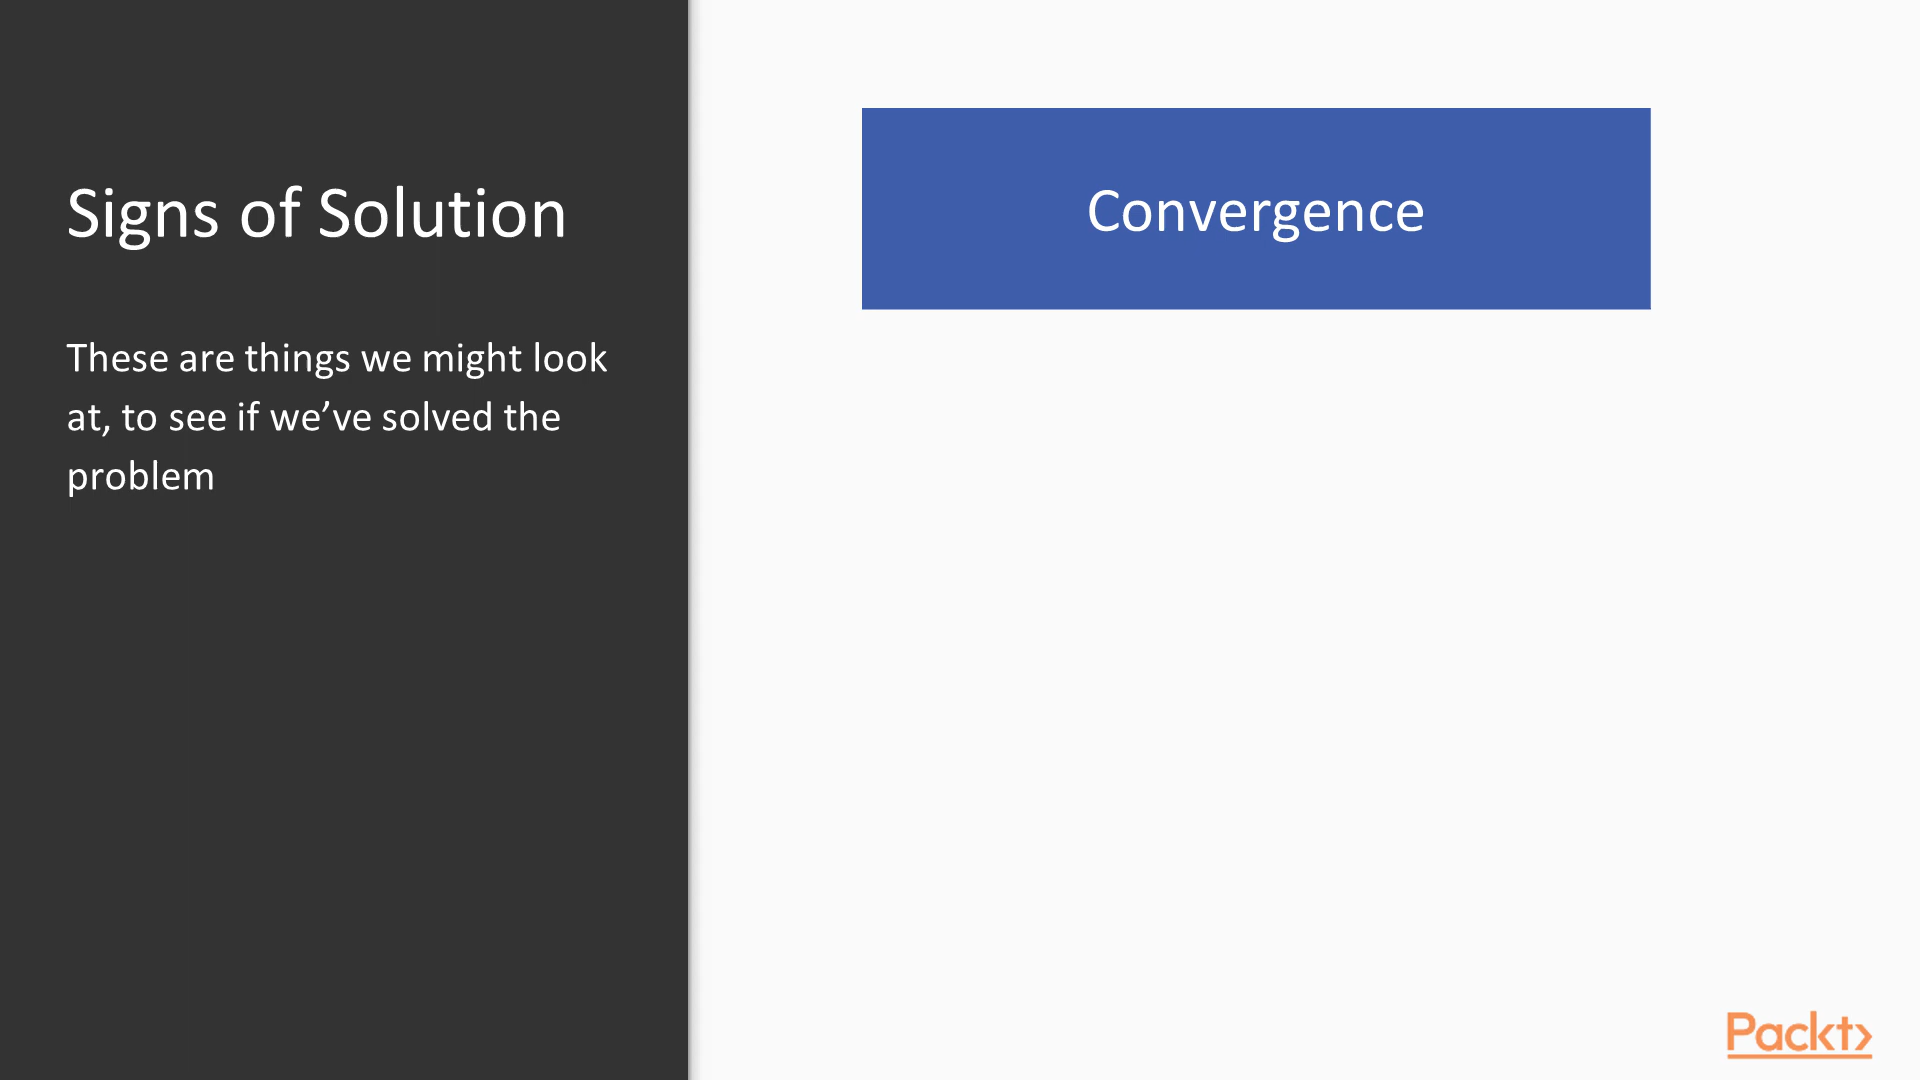 Signs of Solution
These are things we might look
at, to see if we’ve solved the
problem
Convergence
Packt>